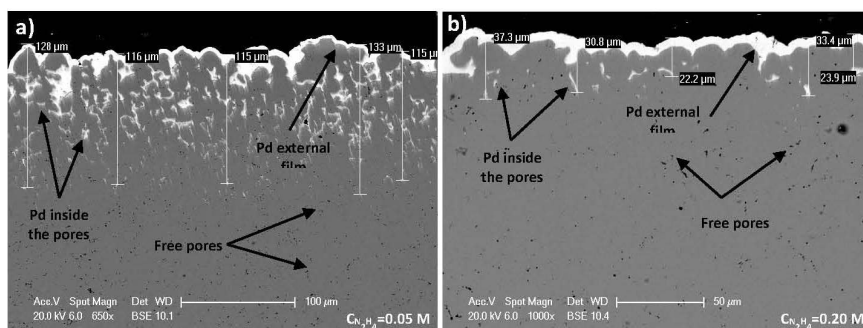 a)
128 µm
116 µm
115 µm
133 µm
115 µm
Pd external
film
Pd inside
the pores
Free pores
Acc.V Spot Magn Det WD
20.0 kV 6.0 650x BSE 10.1
100 µm
C_N₂H₄=0.05 M
b)
37.3 µm
30.8 µm
33.4 µm
22.2 µm
23.9 µm
Pd external
film
Pd inside
the pores
Free pores
Acc.V Spot Magn Det WD
20.0 kV 6.0 1000x BSE 10.4
50 µm
C_N₂H₄=0.20 M